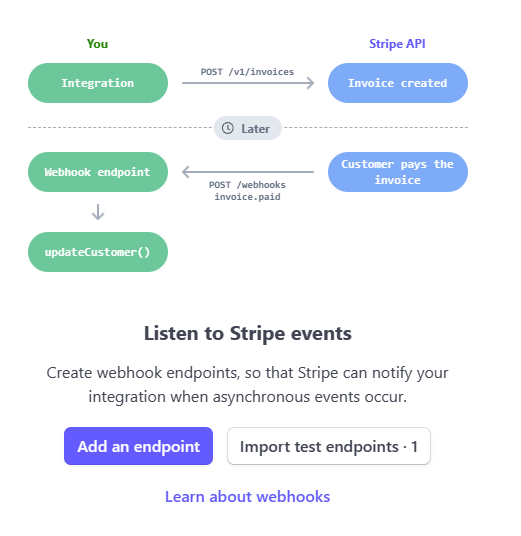 You
Stripe API
Integration
POST /v1/invoices
Invoice created
Later
Webhook endpoint
POST /webhooks
invoice.paid
Customer pays the
invoice
updateCustomer()
Listen to Stripe events
Create webhook endpoints, so that Stripe can notify your
integration when asynchronous events occur.
Add an endpoint
Import test endpoints · 1
Learn about webhooks